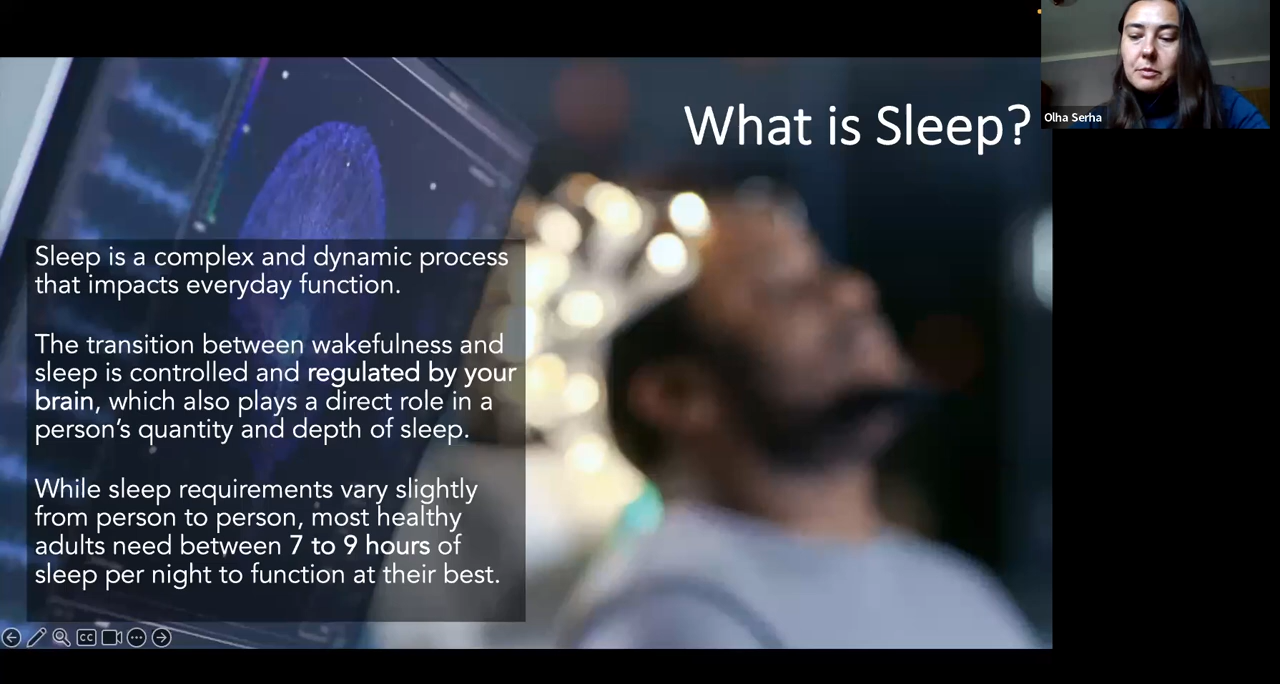 What is Sleep?
Olha Serha
Sleep is a complex and dynamic process
that impacts everyday function.
The transition between wakefulness and
sleep is controlled and regulated by your
brain, which also plays a direct role in a
person’s quantity and depth of sleep.
While sleep requirements vary slightly
from person to person, most healthy
adults need between 7 to 9 hours of
sleep per night to function at their best.
CC